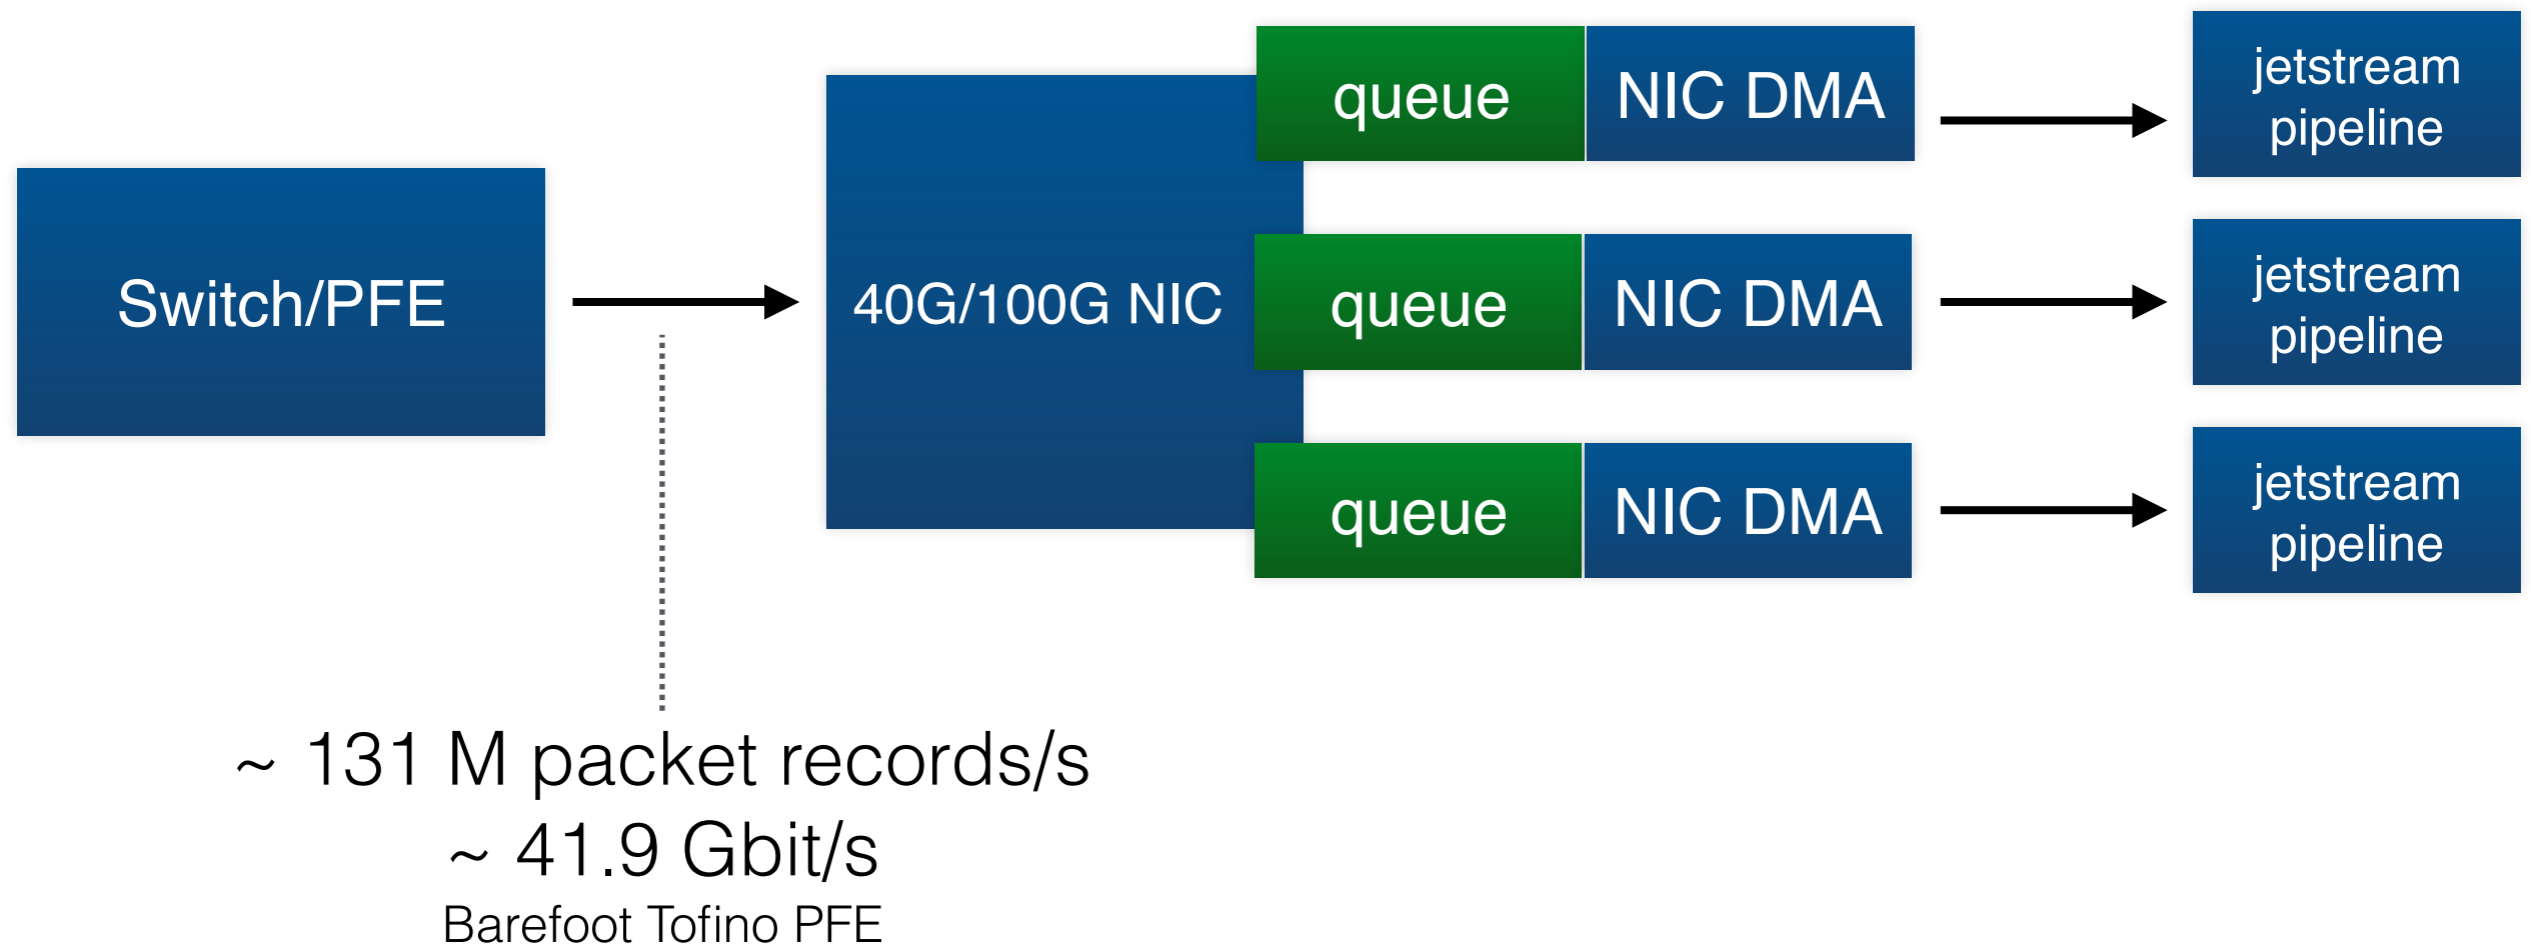 Switch/PFE
40G/100G NIC
queue
NIC DMA
jetstream
pipeline
queue
NIC DMA
jetstream
pipeline
queue
NIC DMA
jetstream
pipeline
~ 131 M packet records/s
~ 41.9 Gbit/s
Barefoot Tofino PFE